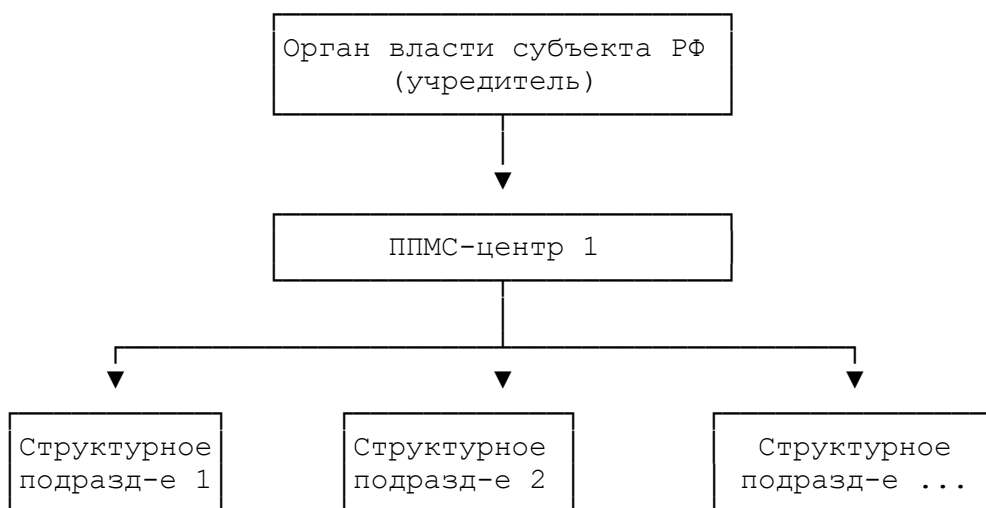 Орган власти субъекта РФ
(учредитель)
ППМС-центр 1
Структурное
подразд-е 1
Структурное
подразд-е 2
Структурное
подразд-е ...